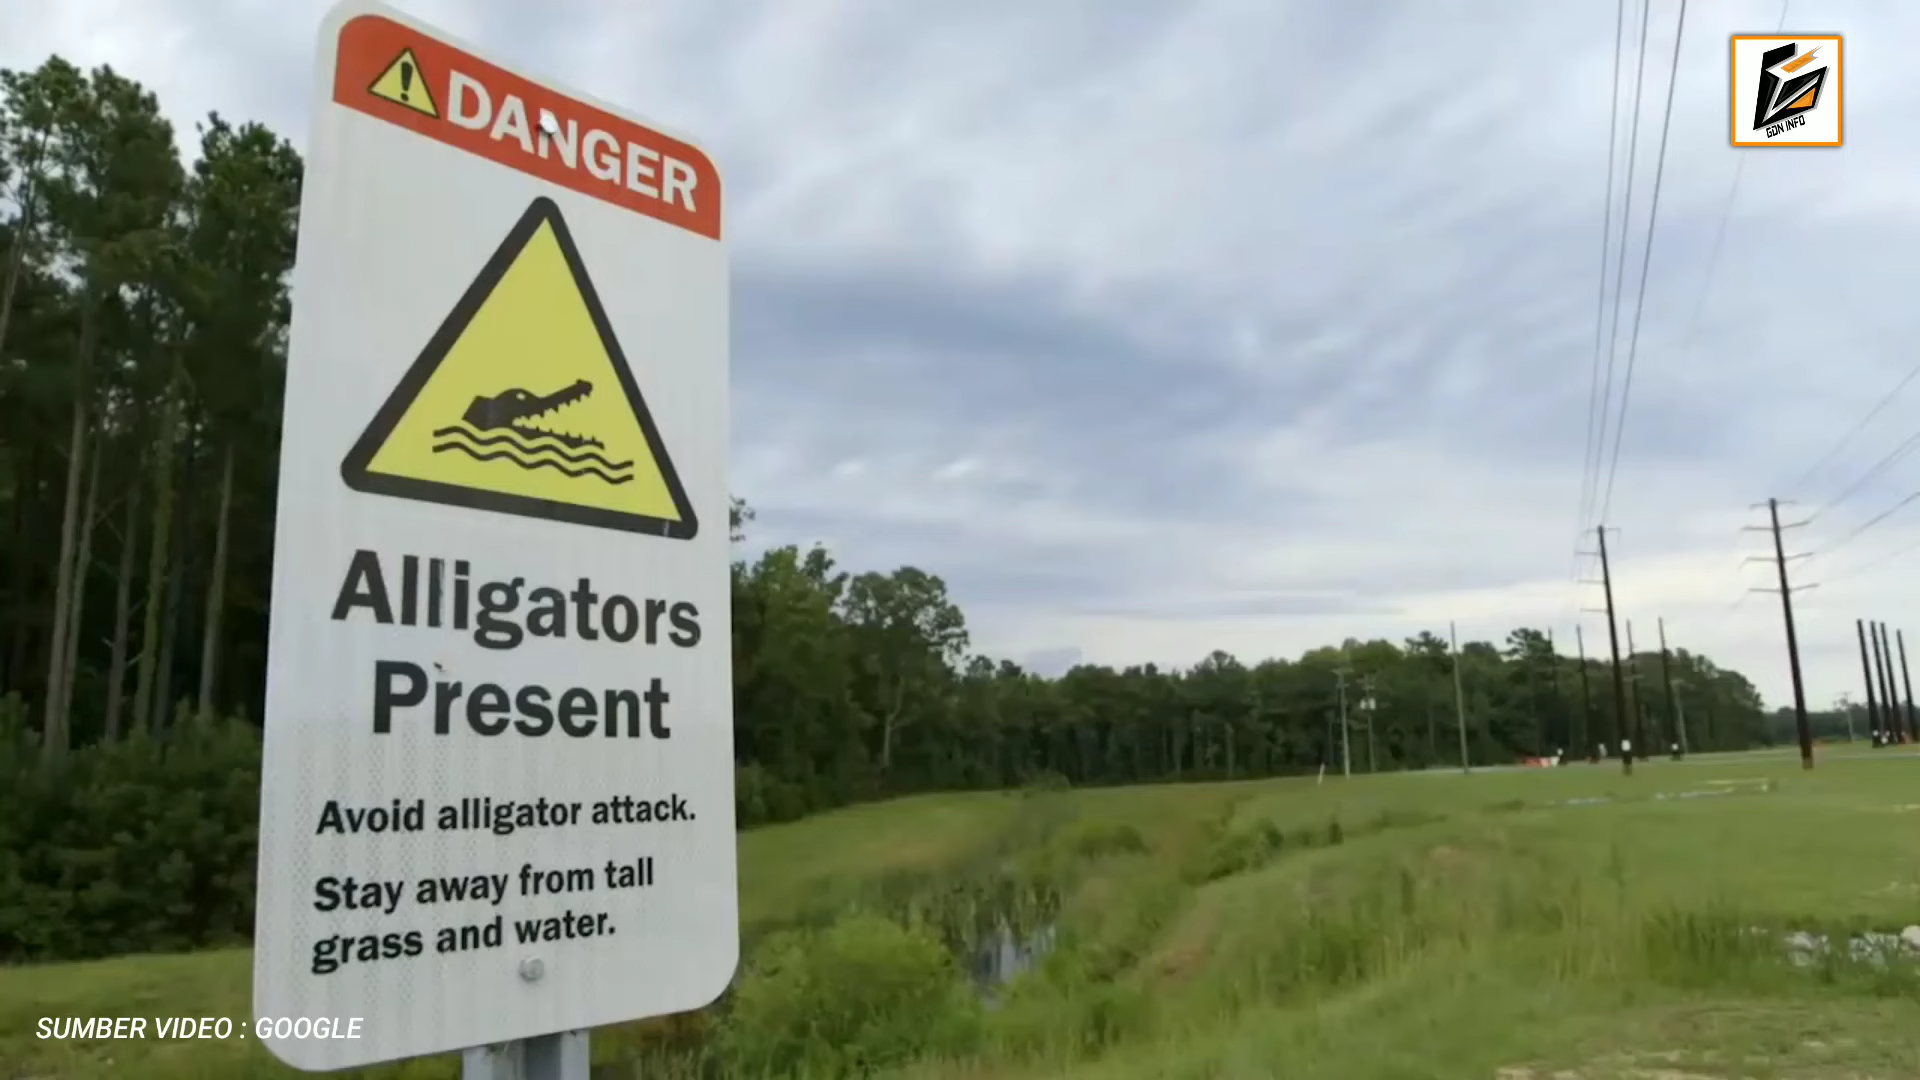 DANGER
Alligators
Present
Avoid alligator attack.
Stay away from tall
grass and water.
GDN INFO
SUMBER VIDEO : GOOGLE